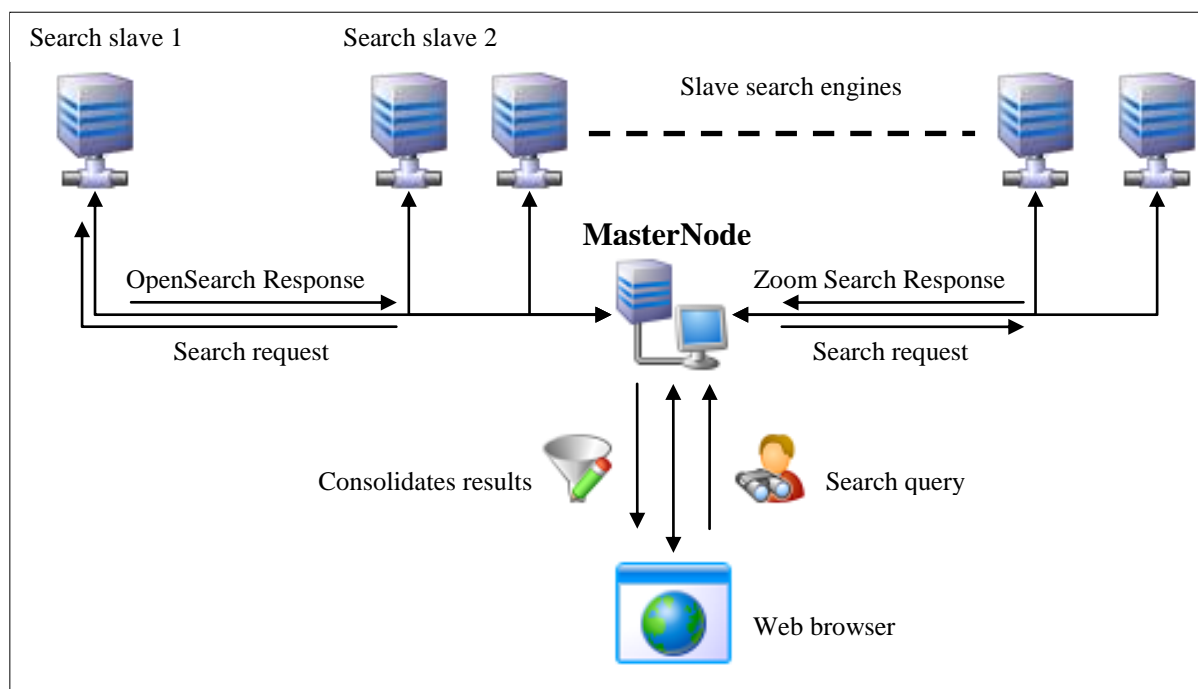 Search slave 1
Search slave 2
Slave search engines
MasterNode
OpenSearch Response
Zoom Search Response
Search request
Search request
Consolidates results
Search query
Web browser